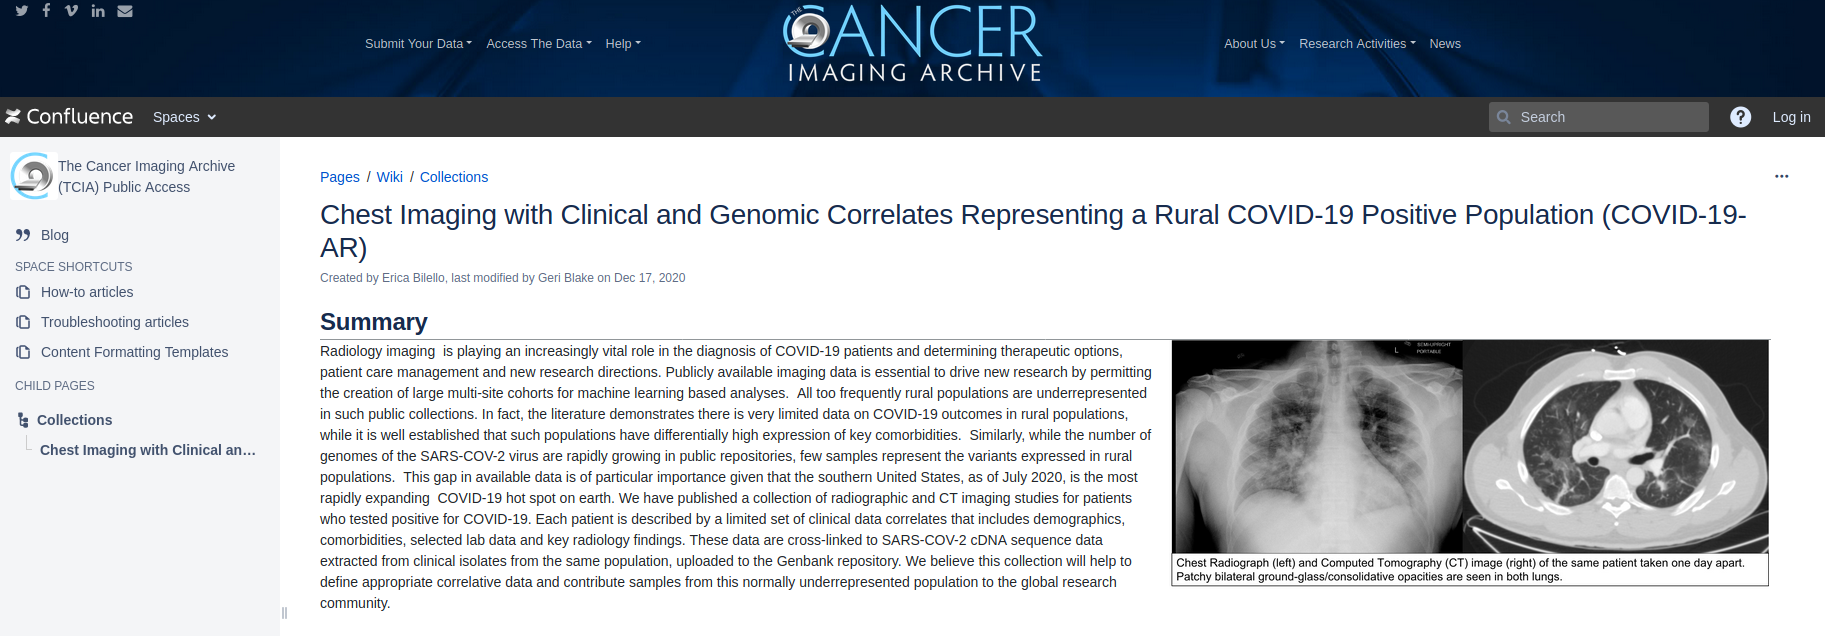 Submit Your Data Access The Data Help
THE CANCER
IMAGING ARCHIVE
About Us Research Activities News
Confluence Spaces Search ? Log in
The Cancer Imaging Archive
(TCIA) Public Access
Blog
SPACE SHORTCUTS
How-to articles
Troubleshooting articles
Content Formatting Templates
CHILD PAGES
Collections
Chest Imaging with Clinical an…
Pages / Wiki / Collections
Chest Imaging with Clinical and Genomic Correlates Representing a Rural COVID-19 Positive Population (COVID-19-
AR)
Created by Erica Bilello, last modified by Geri Blake on Dec 17, 2020
Summary
Radiology imaging is playing an increasingly vital role in the diagnosis of COVID-19 patients and determining therapeutic options,
patient care management and new research directions. Publicly available imaging data is essential to drive new research by permitting
the creation of large multi-site cohorts for machine learning based analyses. All too frequently rural populations are underrepresented
in such public collections. In fact, the literature demonstrates there is very limited data on COVID-19 outcomes in rural populations,
while it is well established that such populations have differentially high expression of key comorbidities. Similarly, while the number of
genomes of the SARS-COV-2 virus are rapidly growing in public repositories, few samples represent the variants expressed in rural
populations. This gap in available data is of particular importance given that the southern United States, as of July 2020, is the most
rapidly expanding COVID-19 hot spot on earth. We have published a collection of radiographic and CT imaging studies for patients
who tested positive for COVID-19. Each patient is described by a limited set of clinical data correlates that includes demographics,
comorbidities, selected lab data and key radiology findings. These data are cross-linked to SARS-COV-2 cDNA sequence data
extracted from clinical isolates from the same population, uploaded to the Genbank repository. We believe this collection will help to
define appropriate correlative data and contribute samples from this normally underrepresented population to the global research
community.
L
SEMI-UPRIGHT
PORTABLE
Chest Radiograph (left) and Computed Tomography (CT) image (right) of the same patient taken one day apart.
Patchy bilateral ground-glass/consolidative opacities are seen in both lungs.